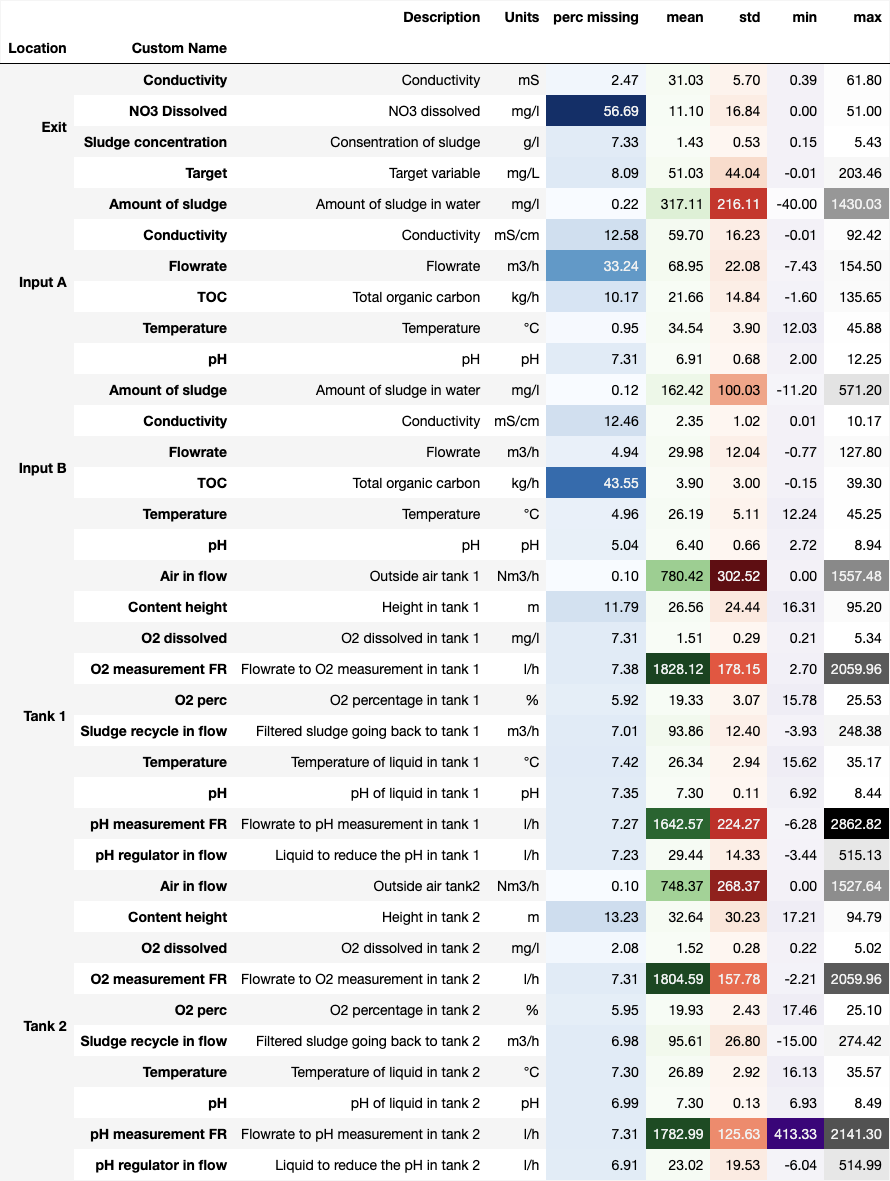 Description Units perc missing mean std min max
Location Custom Name
Conductivity Conductivity mS 2.47 31.03 5.70 0.39 61.80
NO3 Dissolved NO3 dissolved mg/l 56.69 11.10 16.84 0.00 51.00
Exit
Sludge concentration Consentration of sludge g/l 7.33 1.43 0.53 0.15 5.43
Target Target variable mg/L 8.09 51.03 44.04 -0.01 203.46
Amount of sludge Amount of sludge in water mg/l 0.22 317.11 216.11 -40.00 1430.03
Conductivity Conductivity mS/cm 12.58 59.70 16.23 -0.01 92.42
Flowrate Flowrate m3/h 33.24 68.95 22.08 -7.43 154.50
Input A
TOC Total organic carbon kg/h 10.17 21.66 14.84 -1.60 135.65
Temperature Temperature °C 0.95 34.54 3.90 12.03 45.88
pH pH pH 7.31 6.91 0.68 2.00 12.25
Amount of sludge Amount of sludge in water mg/l 0.12 162.42 100.03 -11.20 571.20
Conductivity Conductivity mS/cm 12.46 2.35 1.02 0.01 10.17
Flowrate Flowrate m3/h 4.94 29.98 12.04 -0.77 127.80
Input B
TOC Total organic carbon kg/h 43.55 3.90 3.00 -0.15 39.30
Temperature Temperature °C 4.96 26.19 5.11 12.24 45.25
pH pH pH 5.04 6.40 0.66 2.72 8.94
Air in flow Outside air tank 1 Nm3/h 0.10 780.42 302.52 0.00 1557.48
Content height Height in tank 1 m 11.79 26.56 24.44 16.31 95.20
O2 dissolved O2 dissolved in tank 1 mg/l 7.31 1.51 0.29 0.21 5.34
O2 measurement FR Flowrate to O2 measurement in tank 1 l/h 7.38 1828.12 178.15 2.70 2059.96
O2 perc O2 percentage in tank 1 % 5.92 19.33 3.07 15.78 25.53
Tank 1
Sludge recycle in flow Filtered sludge going back to tank 1 m3/h 7.01 93.86 12.40 -3.93 248.38
Temperature Temperature of liquid in tank 1 °C 7.42 26.34 2.94 15.62 35.17
pH pH of liquid in tank 1 pH 7.35 7.30 0.11 6.92 8.44
pH measurement FR Flowrate to pH measurement in tank 1 l/h 7.27 1642.57 224.27 -6.28 2862.82
pH regulator in flow Liquid to reduce the pH in tank 1 l/h 7.23 29.44 14.33 -3.44 515.13
Air in flow Outside air tank2 Nm3/h 0.10 748.37 268.37 0.00 1527.64
Content height Height in tank 2 m 13.23 32.64 30.23 17.21 94.79
O2 dissolved O2 dissolved in tank 2 mg/l 2.08 1.52 0.28 0.22 5.02
O2 measurement FR Flowrate to O2 measurement in tank 2 l/h 7.31 1804.59 157.78 -2.21 2059.96
O2 perc O2 percentage in tank 2 % 5.95 19.93 2.43 17.46 25.10
Tank 2
Sludge recycle in flow Filtered sludge going back to tank 2 m3/h 6.98 95.61 26.80 -15.00 274.42
Temperature Temperature of liquid in tank 2 °C 7.30 26.89 2.92 16.13 35.57
pH pH of liquid in tank 2 pH 6.99 7.30 0.13 6.93 8.49
pH measurement FR Flowrate to pH measurement in tank 2 l/h 7.31 1782.99 125.63 413.33 2141.30
pH regulator in flow Liquid to reduce the pH in tank 2 l/h 6.91 23.02 19.53 -6.04 514.99